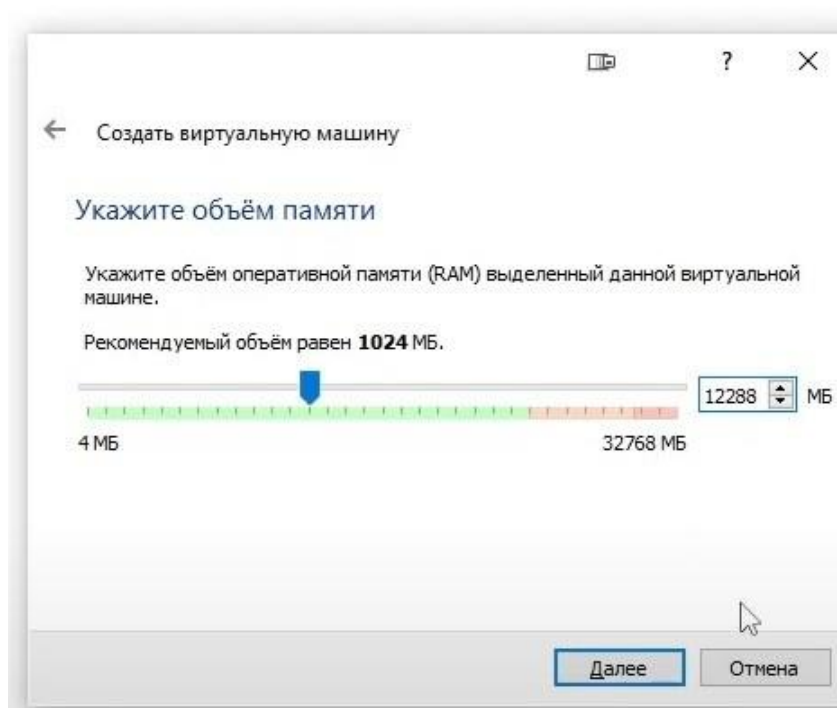 ?
Создать виртуальную машину
Укажите объём памяти
Укажите объём оперативной памяти (RAM) выделенный данной виртуальной
машине.
Рекомендуемый объём равен 1024 МБ.
12288 МБ
4 МБ 32768 МБ
Далее Отмена